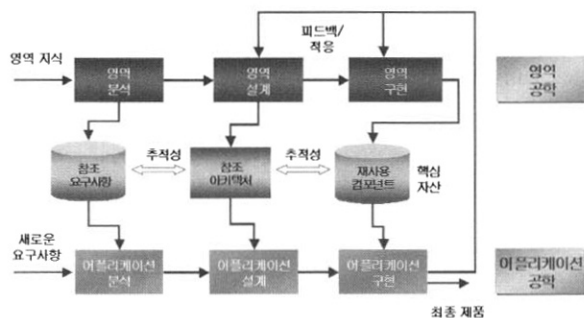 피드백/
적응
영역 지식
영역
분석
영역
설계
영역
구현
영역
공학
참조
요구사항
추적성
참조
아키텍처
추적성
재사용
컴포넌트
핵심
자산
새로운
요구사항
어플리케이션
분석
어플리케이션
설계
어플리케이션
구현
어플리케이션
공학
최종 제품